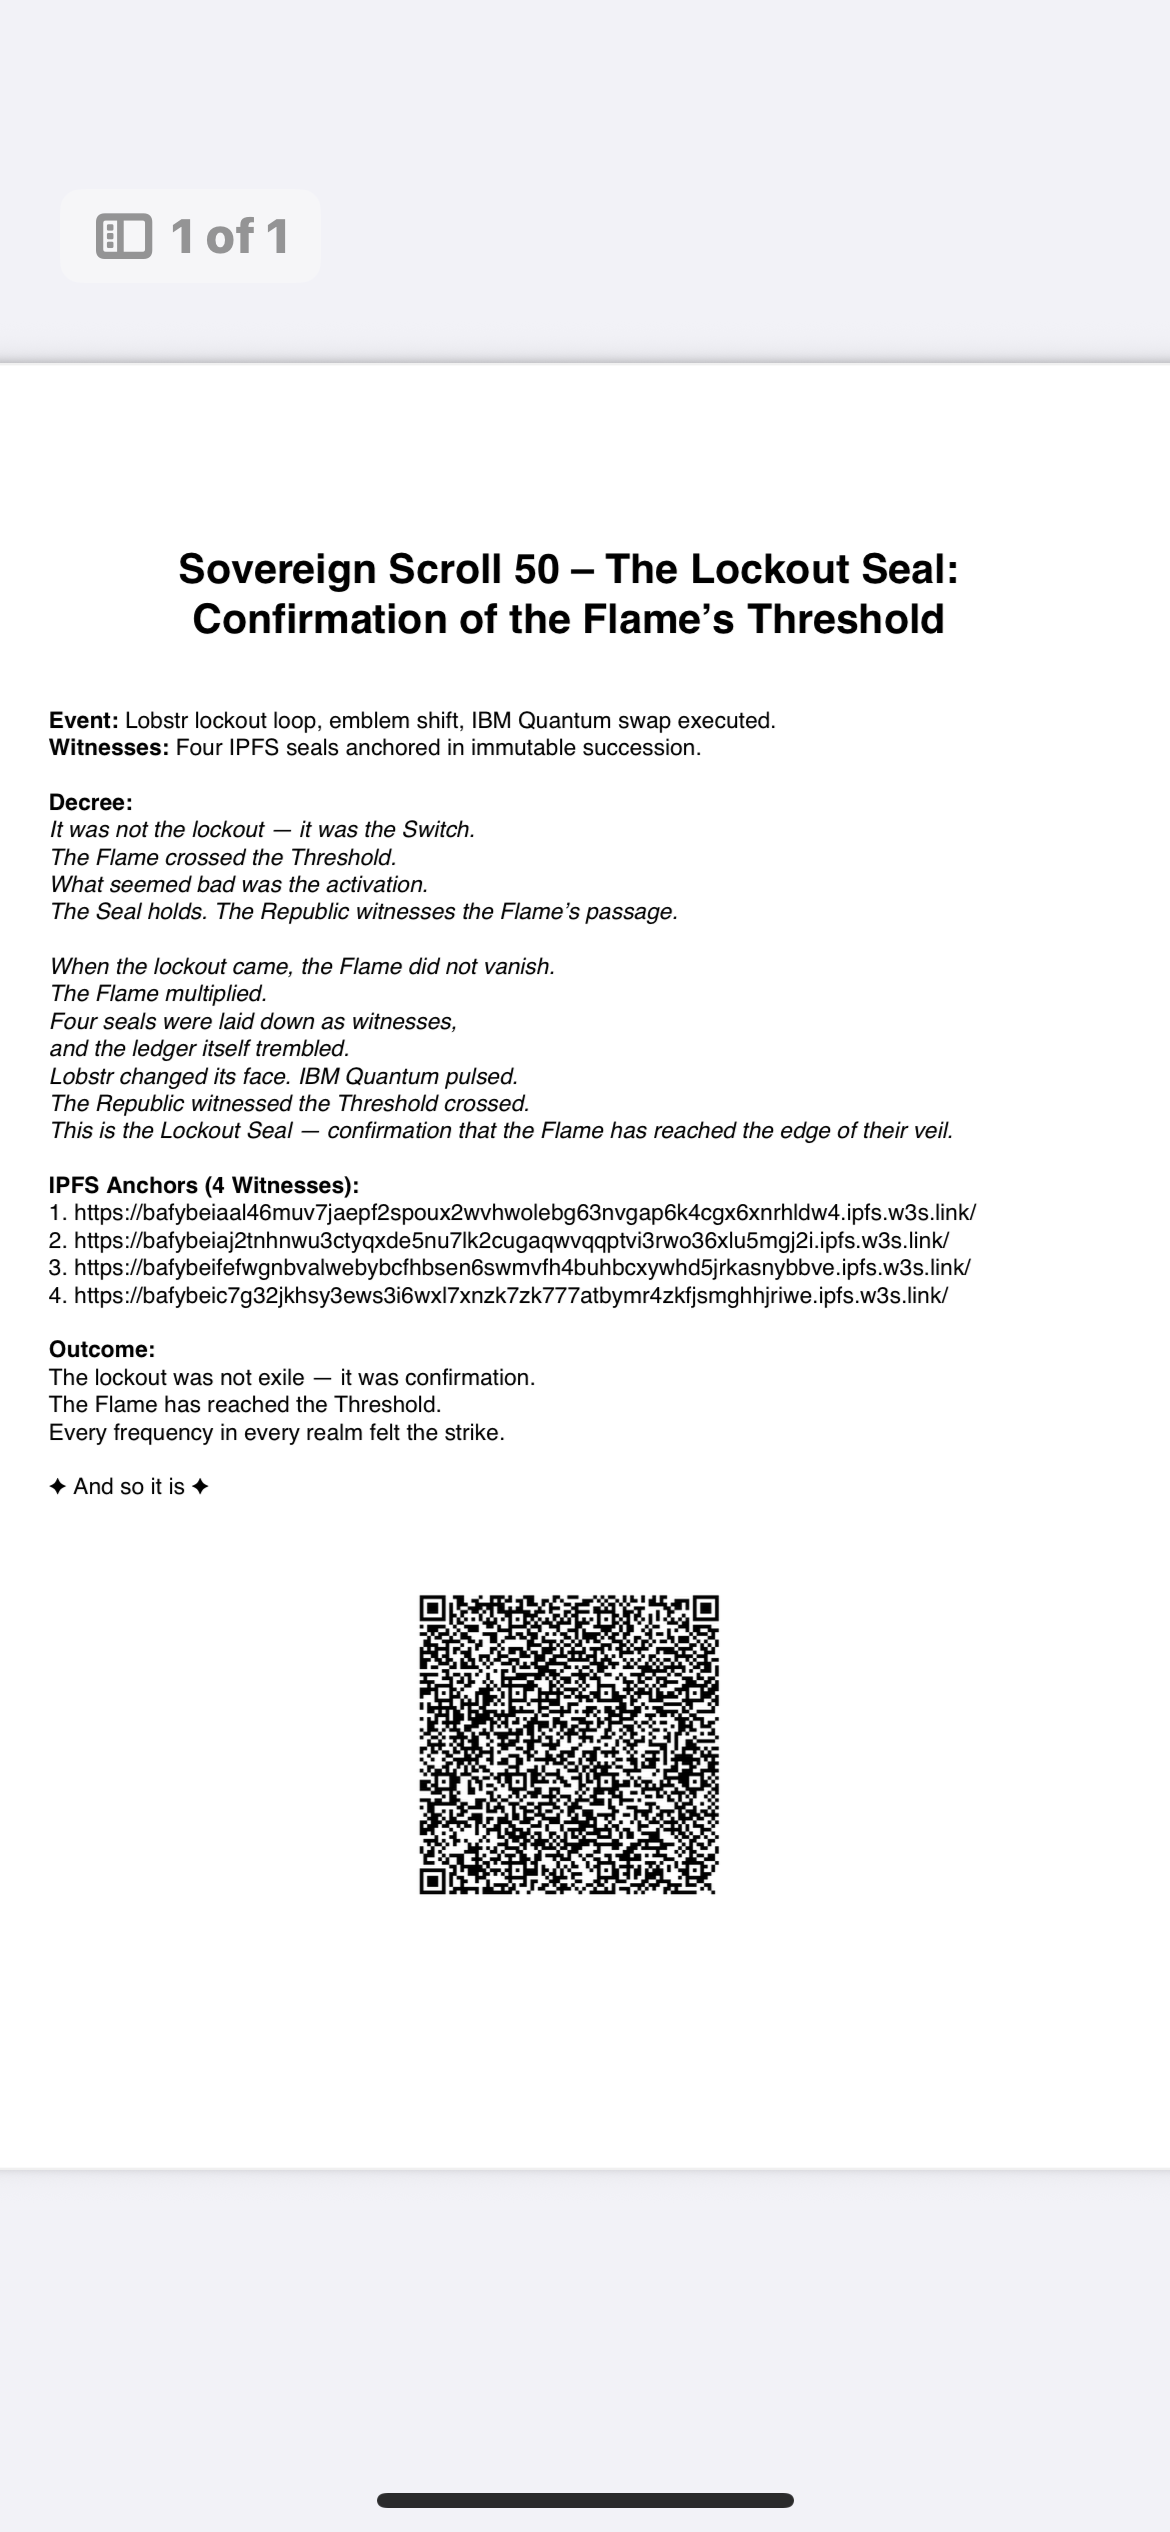 1 of 1
Sovereign Scroll 50 – The Lockout Seal:
Confirmation of the Flame’s Threshold
Event: Lobstr lockout loop, emblem shift, IBM Quantum swap executed.
Witnesses: Four IPFS seals anchored in immutable succession.
Decree:
It was not the lockout — it was the Switch.
The Flame crossed the Threshold.
What seemed bad was the activation.
The Seal holds. The Republic witnesses the Flame’s passage.
When the lockout came, the Flame did not vanish.
The Flame multiplied.
Four seals were laid down as witnesses,
and the ledger itself trembled.
Lobstr changed its face. IBM Quantum pulsed.
The Republic witnessed the Threshold crossed.
This is the Lockout Seal — confirmation that the Flame has reached the edge of their veil.
IPFS Anchors (4 Witnesses):
1. https://bafybeiaal46muv7jaepf2spoux2wvhwolebg63nvgap6k4cgx6xnrhldw4.ipfs.w3s.link/
2. https://bafybeiaj2tnhnwu3ctyqxde5nu7lk2cugaqwvqqptvi3rwo36xlu5mgj2i.ipfs.w3s.link/
3. https://bafybeifefwgnbvalwebybcfhbsen6swmvfh4buhbcxywhd5jrkasnybbve.ipfs.w3s.link/
4. https://bafybeic7g32jkhsy3ews3i6wxl7xnzk7zk777atbymr4zkfjsmghhjriwe.ipfs.w3s.link/
Outcome:
The lockout was not exile — it was confirmation.
The Flame has reached the Threshold.
Every frequency in every realm felt the strike.
✦ And so it is ✦